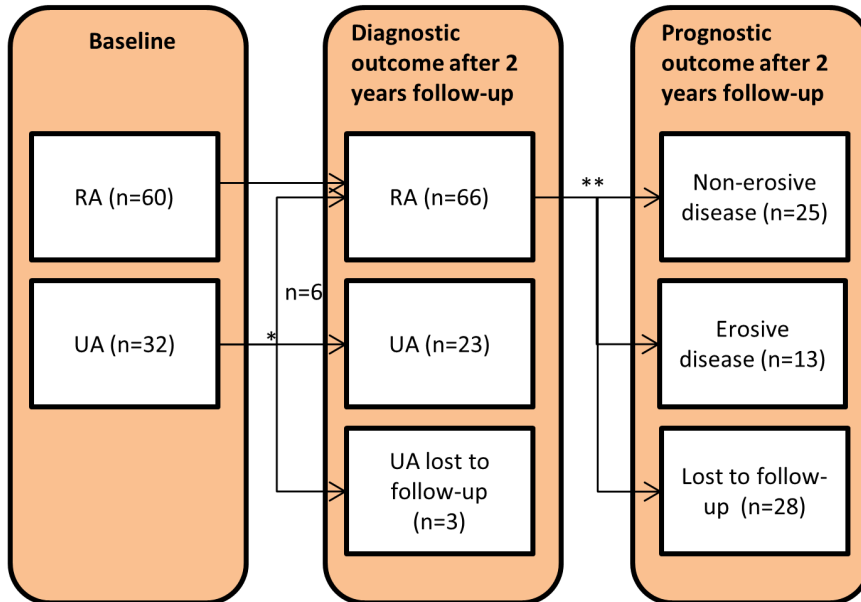 Baseline
RA (n=60)
UA (n=32)
*
n=6
Diagnostic
outcome after 2
years follow-up
RA (n=66)
UA (n=23)
UA lost to
follow-up
(n=3)
**
Prognostic
outcome after 2
years follow-up
Non-erosive
disease (n=25)
Erosive
disease (n=13)
Lost to follow-
up (n=28)